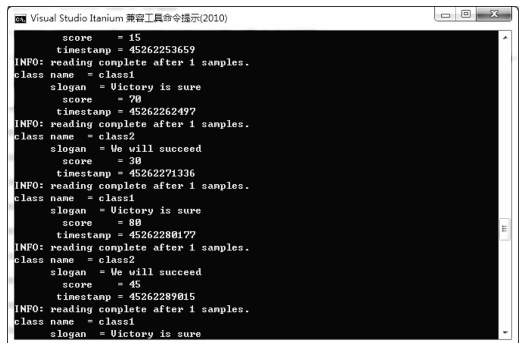 Visual Studio Itanium 兼容工具命令提示(2010)
score = 15
timestamp = 45262253659
INFO: reading complete after 1 samples.
class name = class1
slogan = Victory is sure
score = 70
timestamp = 45262262497
INFO: reading complete after 1 samples.
class name = class2
slogan = We will succeed
score = 30
timestamp = 45262271336
INFO: reading complete after 1 samples.
class name = class1
slogan = Victory is sure
score = 80
timestamp = 45262280177
INFO: reading complete after 1 samples.
class name = class2
slogan = We will succeed
score = 45
timestamp = 45262289015
INFO: reading complete after 1 samples.
class name = class1
slogan = Victory is sure